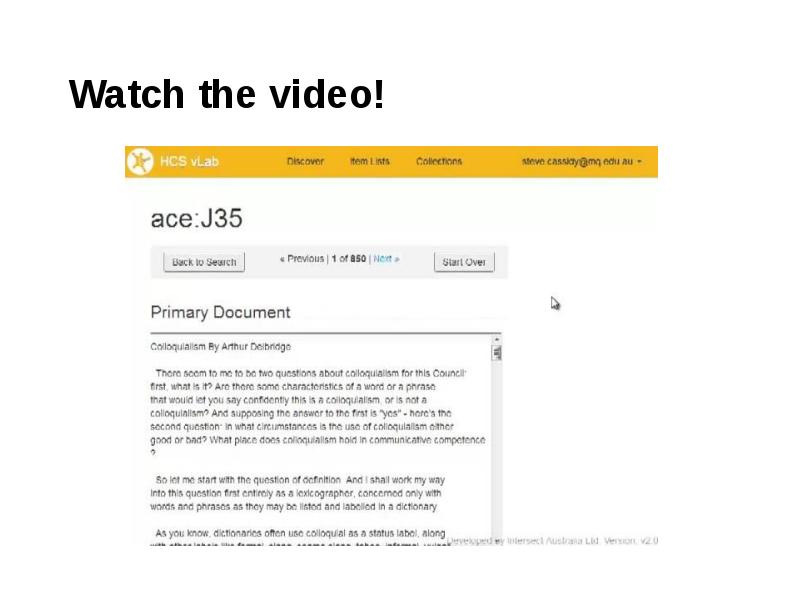 Watch the video!
HCS vLab Discover Item Lists Collections steve.cassidy@mq.edu.au
ace:J35
Back to Search « Previous | 1 of 850 | Next » Start Over
Primary Document
Colloquialism By Arthur Delbridge
There seem to me to be two questions about colloquialism for this Council:
first, what is it? Are there some characteristics of a word or a phrase
that would let you say confidently this is a colloquialism, or is not a
colloquialism? And supposing the answer to the first is "yes" - here's the
second question: in what circumstances is the use of colloquialism either
good or bad? What place does colloquialism hold in communicative competence
?
So let me start with the question of definition. And I shall work my way
into this question first entirely as a lexicographer, concerned only with
words and phrases as they may be listed and labelled in a dictionary
As you know, dictionaries often use colloquial as a status label, along
with other labels like formal, slang,
Developed by Intersect Australia Ltd. Version: v2.0